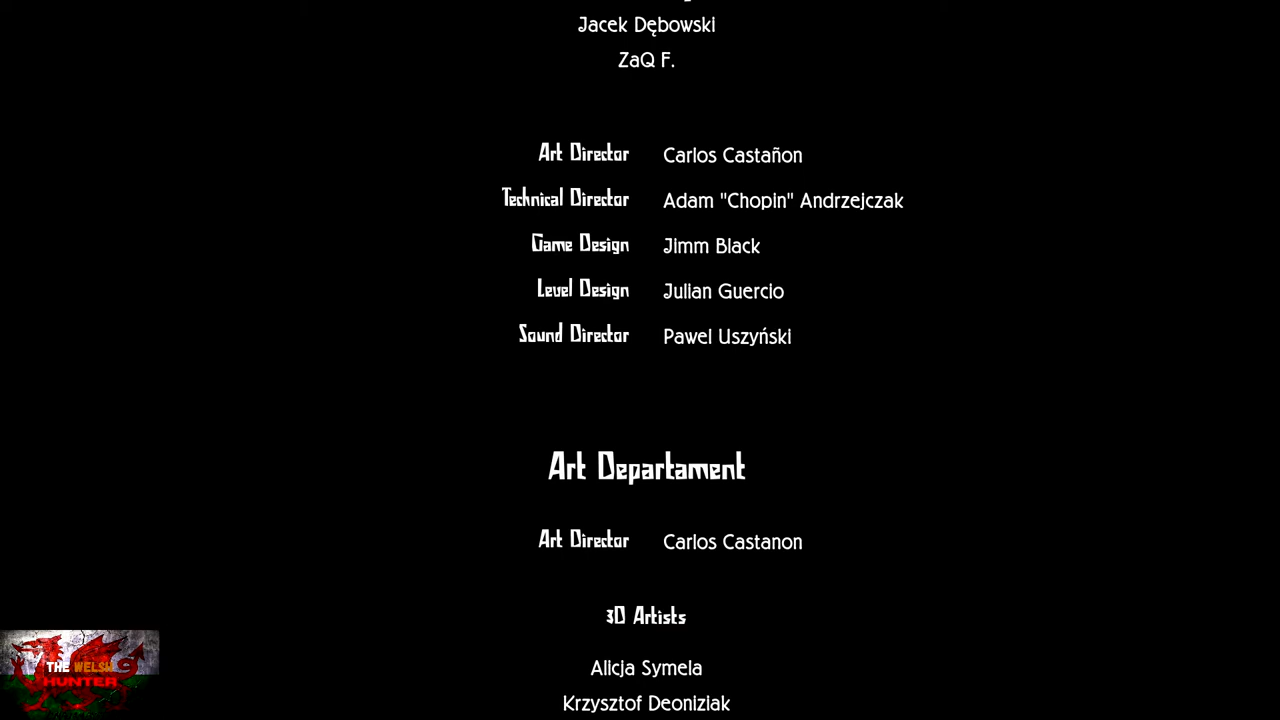 Jacek Dębowski
ZaQ F.
Art Director Carlos Castañon
Technical Director Adam "Chopin" Andrzejczak
Game Design Jimm Black
Level Design Julian Guercio
Sound Director Pawel Uszyński
Art Departament
Art Director Carlos Castanon
3D Artists
Alicja Symela
Krzysztof Deoniziak
THE WELSH
HUNTER